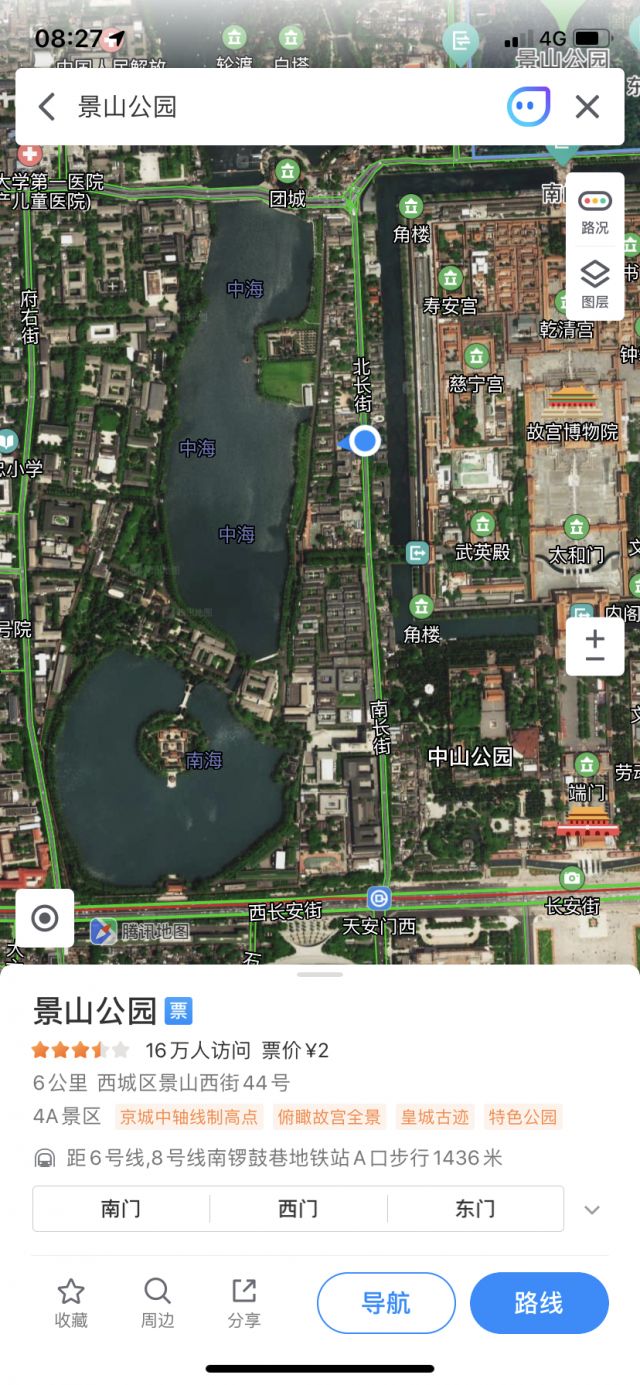 08:27
4G
中国人民解放
轮渡
白塔
景山公园
景山公园
大学第一医院
儿童医院)
团城
南门
角楼
路况
中海
府右街
寿安宫
图层
乾清宫
北长街
慈宁宫
钟
故宫博物院
中海
忠小学
中海
武英殿
太和门
号院
角楼
内阁
南长街
南海
中山公园
端门
劳动
西长安街
天安门西
长安街
腾讯地图
石
景山公园 票
16万人访问 票价¥2
6公里 西城区景山西街44号
4A景区 京城中轴线制高点 俯瞰故宫全景 皇城古迹 特色公园
距6号线,8号线南锣鼓巷地铁站A口步行1436米
南门 西门 东门
收藏 周边 分享 导航 路线